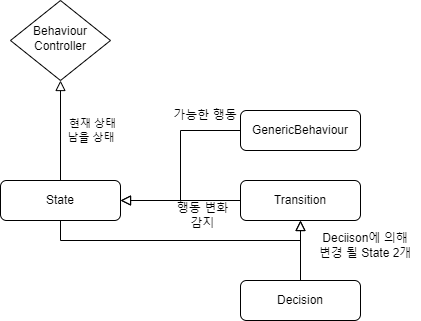 Behaviour
Controller
현재 상태
남을 상태
가능한 행동
GenericBehaviour
State
행동 변화
감지
Transition
Deciison에 의해
변경 될 State 2개
Decision